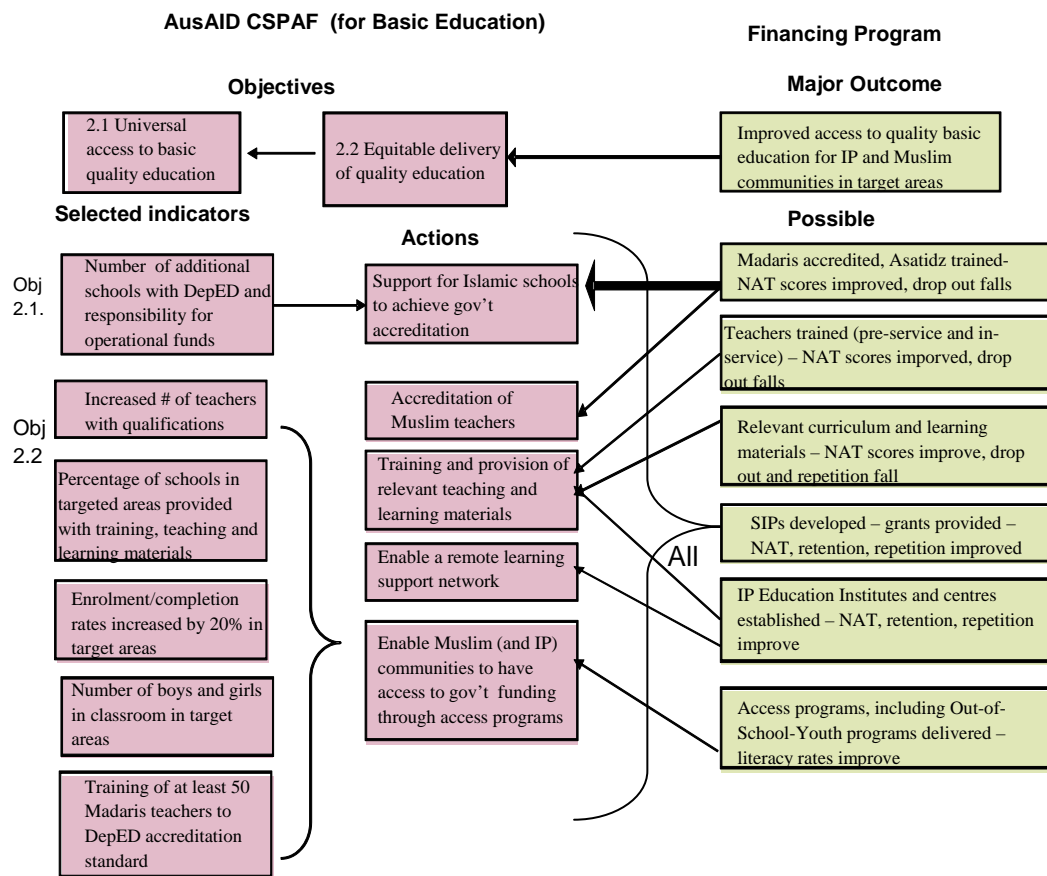 AusAID CSPAF  (for Basic Education)
Financing Program
Objectives
Major Outcome
2.1 Universal
access to basic
quality education
2.2 Equitable delivery
of quality education
Improved access to quality basic
education for IP and Muslim
communities in target areas
Selected indicators
Actions
Possible
Obj
2.1.
Number  of additional
schools with DepED and
responsibility for
operational funds
Support for Islamic schools
to achieve gov't
accreditation
Madaris accredited, Asatidz trained-
NAT scores improved, drop out falls
Teachers trained (pre-service and in-
service) – NAT scores imporved, drop
out falls
Obj
2.2
Increased # of teachers
with qualifications
Accreditation of
Muslim teachers
Relevant curriculum and learning
materials – NAT scores improve, drop
out and repetition fall
Percentage of schools in
targeted areas provided
with training, teaching and
learning materials
Training and provision of
relevant teaching and
learning materials
All
SIPs developed – grants provided –
NAT, retention, repetition improved
Enable a remote learning
support network
Enrolment/completion
rates increased by 20% in
target areas
IP Education Institutes and centres
established – NAT, retention, repetition
improve
Enable Muslim (and IP)
communities to have
access to gov't  funding
through access programs
Number of boys and girls
in classroom in target
areas
Access programs, including Out-of-
School-Youth programs delivered –
literacy rates improve
Training of at least 50
Madaris teachers to
DepED accreditation
standard